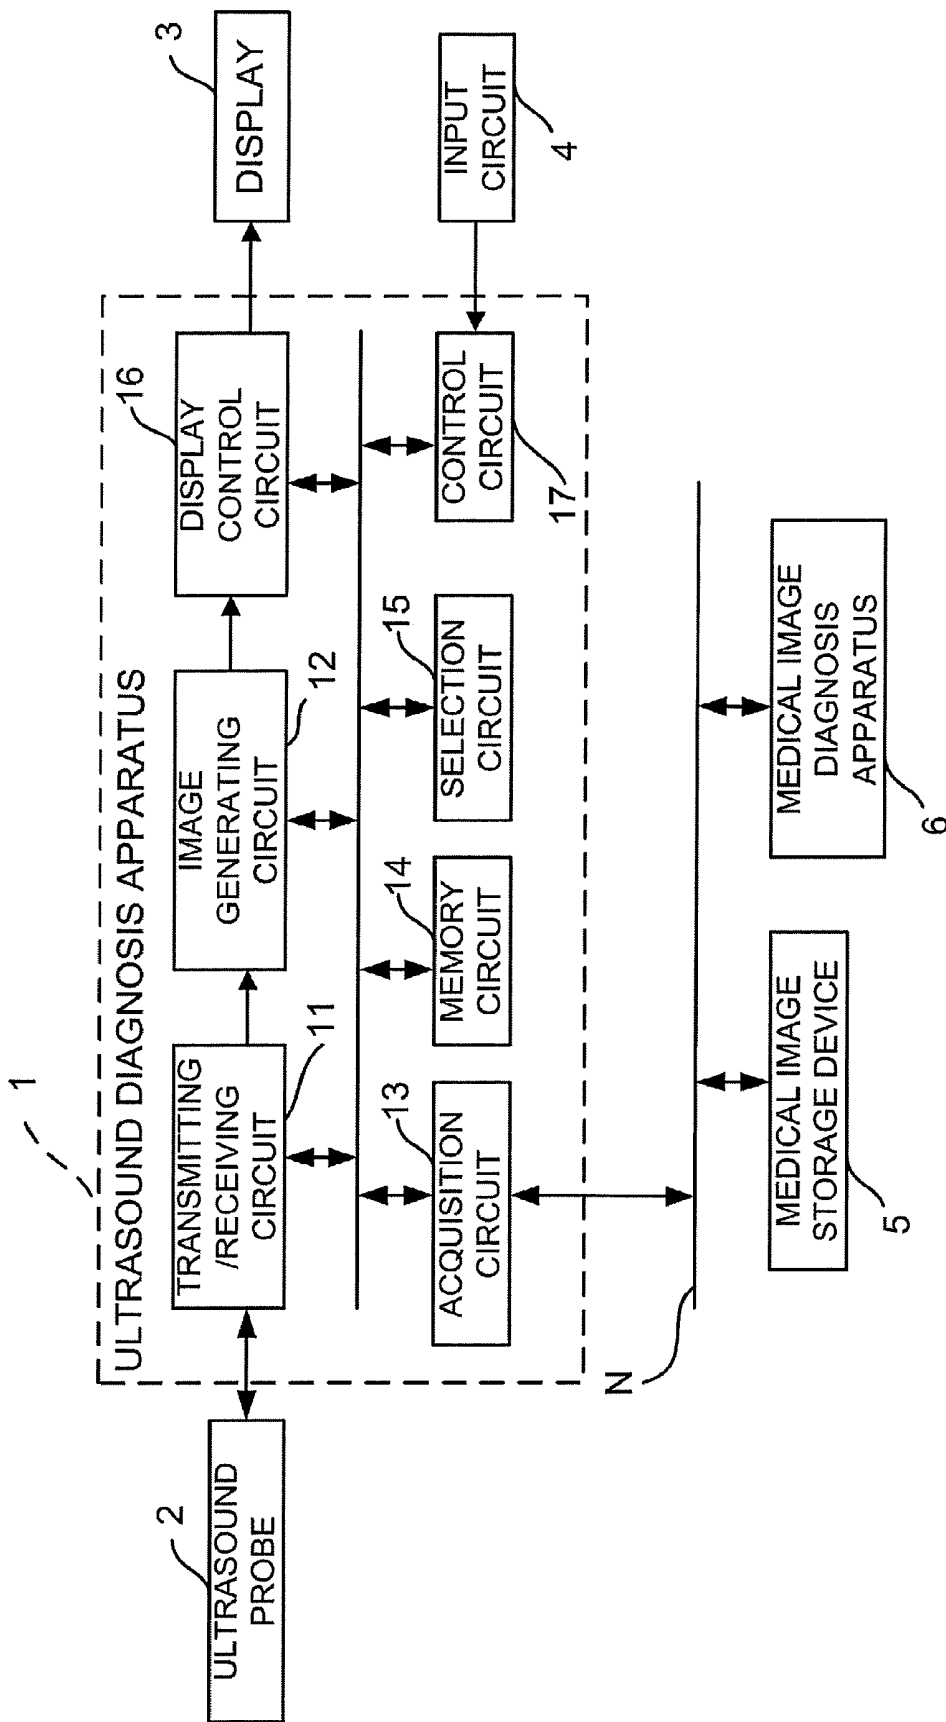 1
ULTRASOUND DIAGNOSIS APPARATUS
2
ULTRASOUND
PROBE
TRANSMITTING
/RECEIVING
CIRCUIT
11
IMAGE
GENERATING
CIRCUIT
12
16
DISPLAY
CONTROL
CIRCUIT
3
DISPLAY
13
ACQUISITION
CIRCUIT
14
MEMORY
CIRCUIT
15
SELECTION
CIRCUIT
CONTROL
CIRCUIT
17
INPUT
CIRCUIT
4
N
MEDICAL IMAGE
STORAGE DEVICE
5
MEDICAL IMAGE
DIAGNOSIS
APPARATUS
6